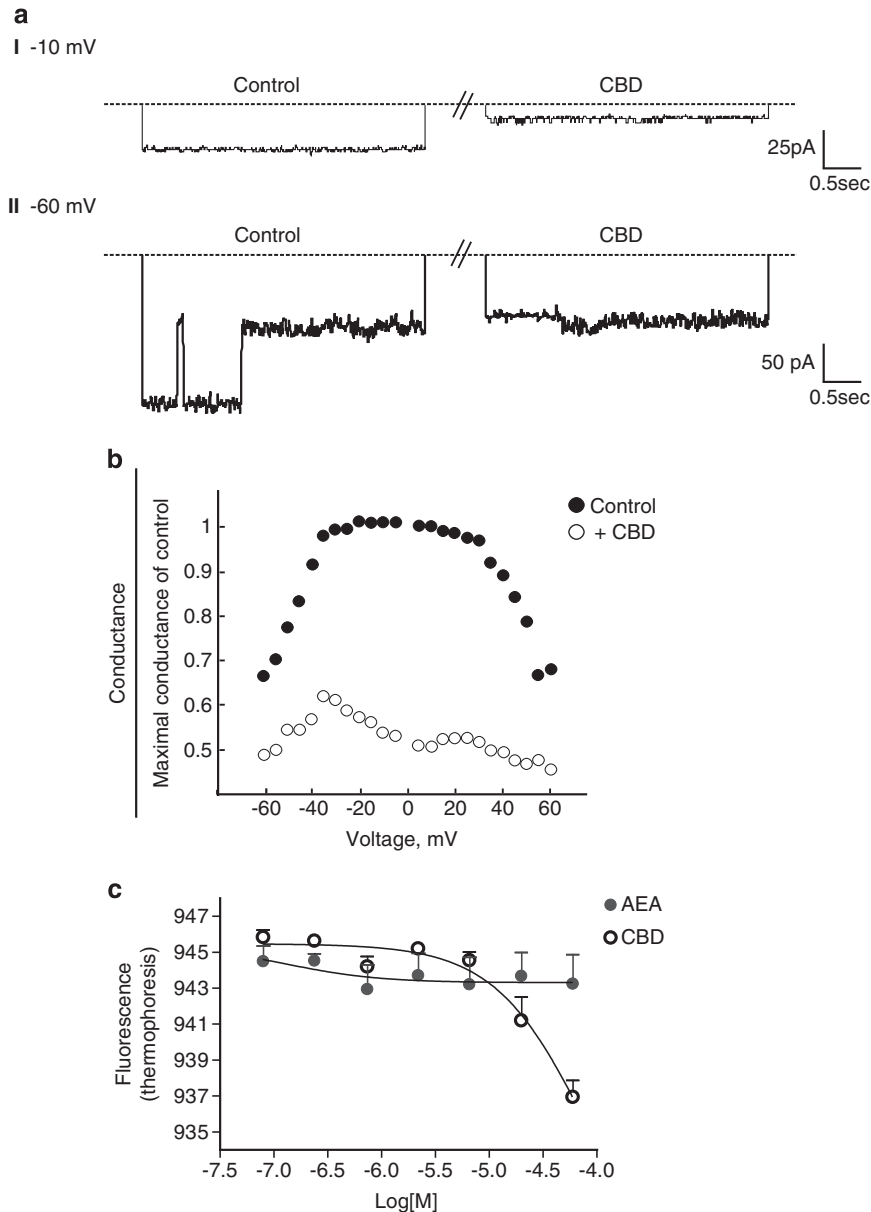 a
I -10 mV
Control
CBD
25pA
0.5sec
II -60 mV
Control
CBD
50 pA
0.5sec
b
Conductance
Maximal conductance of control
1
0.9
0.8
0.7
0.6
0.5
-60 -40 -20 0 20 40 60
Voltage, mV
Control
+ CBD
c
Fluorescence
(thermophoresis)
947
945
943
941
939
937
935
-7.5 -7.0 -6.5 -6.0 -5.5 -5.0 -4.5 -4.0
Log[M]
AEA
CBD